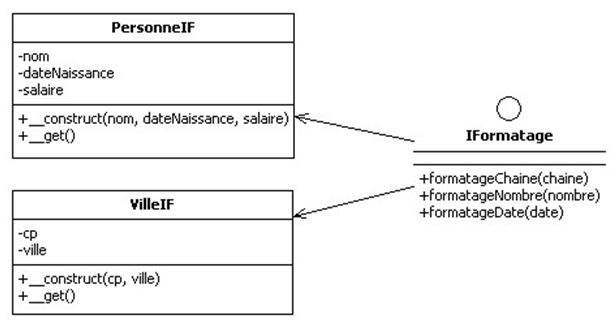 PersonneIF
-nom
-dateNaissance
-salaire
+__construct(nom, dateNaissance, salaire)
+__get()
IFormatage
+formatageChaine(chaine)
+formatageNombre(nombre)
+formatageDate(date)
VilleIF
-cp
-ville
+__construct(cp, ville)
+__get()